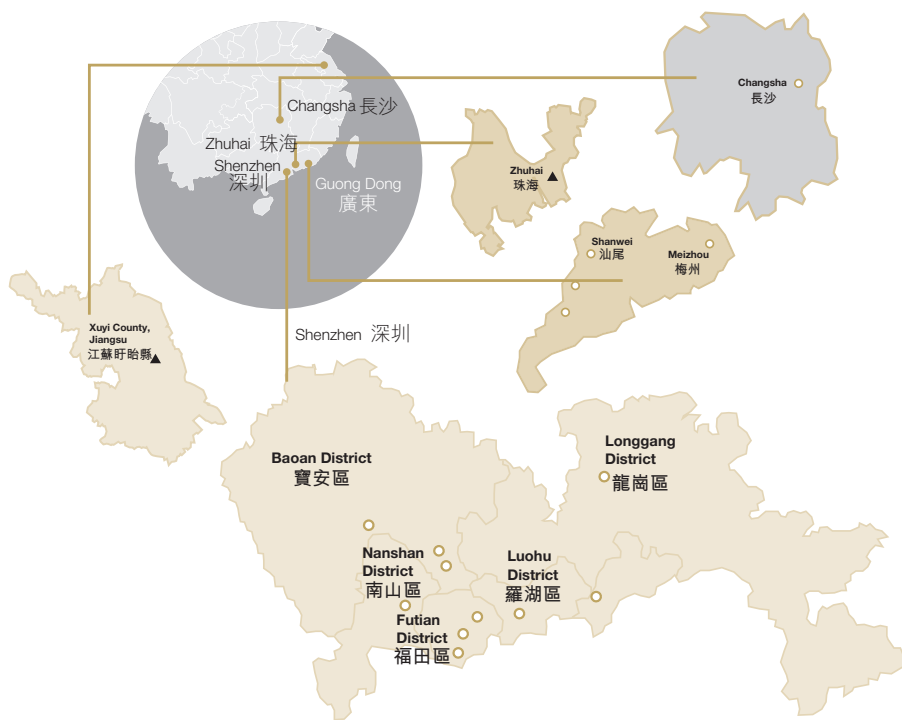 Changsha 長沙
Zhuhai 珠海
Shenzhen
深圳
Guong Dong
廣東
Changsha
長沙
Zhuhai
珠海
Shanwei
汕尾
Meizhou
梅州
Xuyi County,
Jiangsu
江蘇盱眙縣
Shenzhen 深圳
Baoan District
寶安區
Longgang
District
龍崗區
Nanshan
District
南山區
Luohu
District
羅湖區
Futian
District
福田區